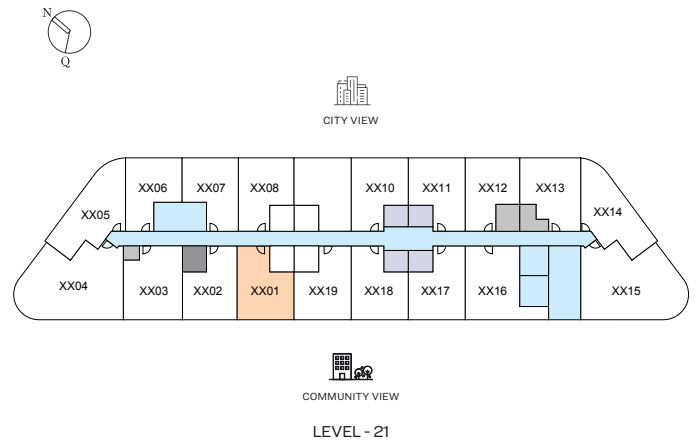 N
Q
CITY VIEW
XX06 XX07 XX08 XX10 XX11 XX12 XX13
XX05 XX14
XX04 XX03 XX02 XX01 XX19 XX18 XX17 XX16 XX15
COMMUNITY VIEW
LEVEL - 21